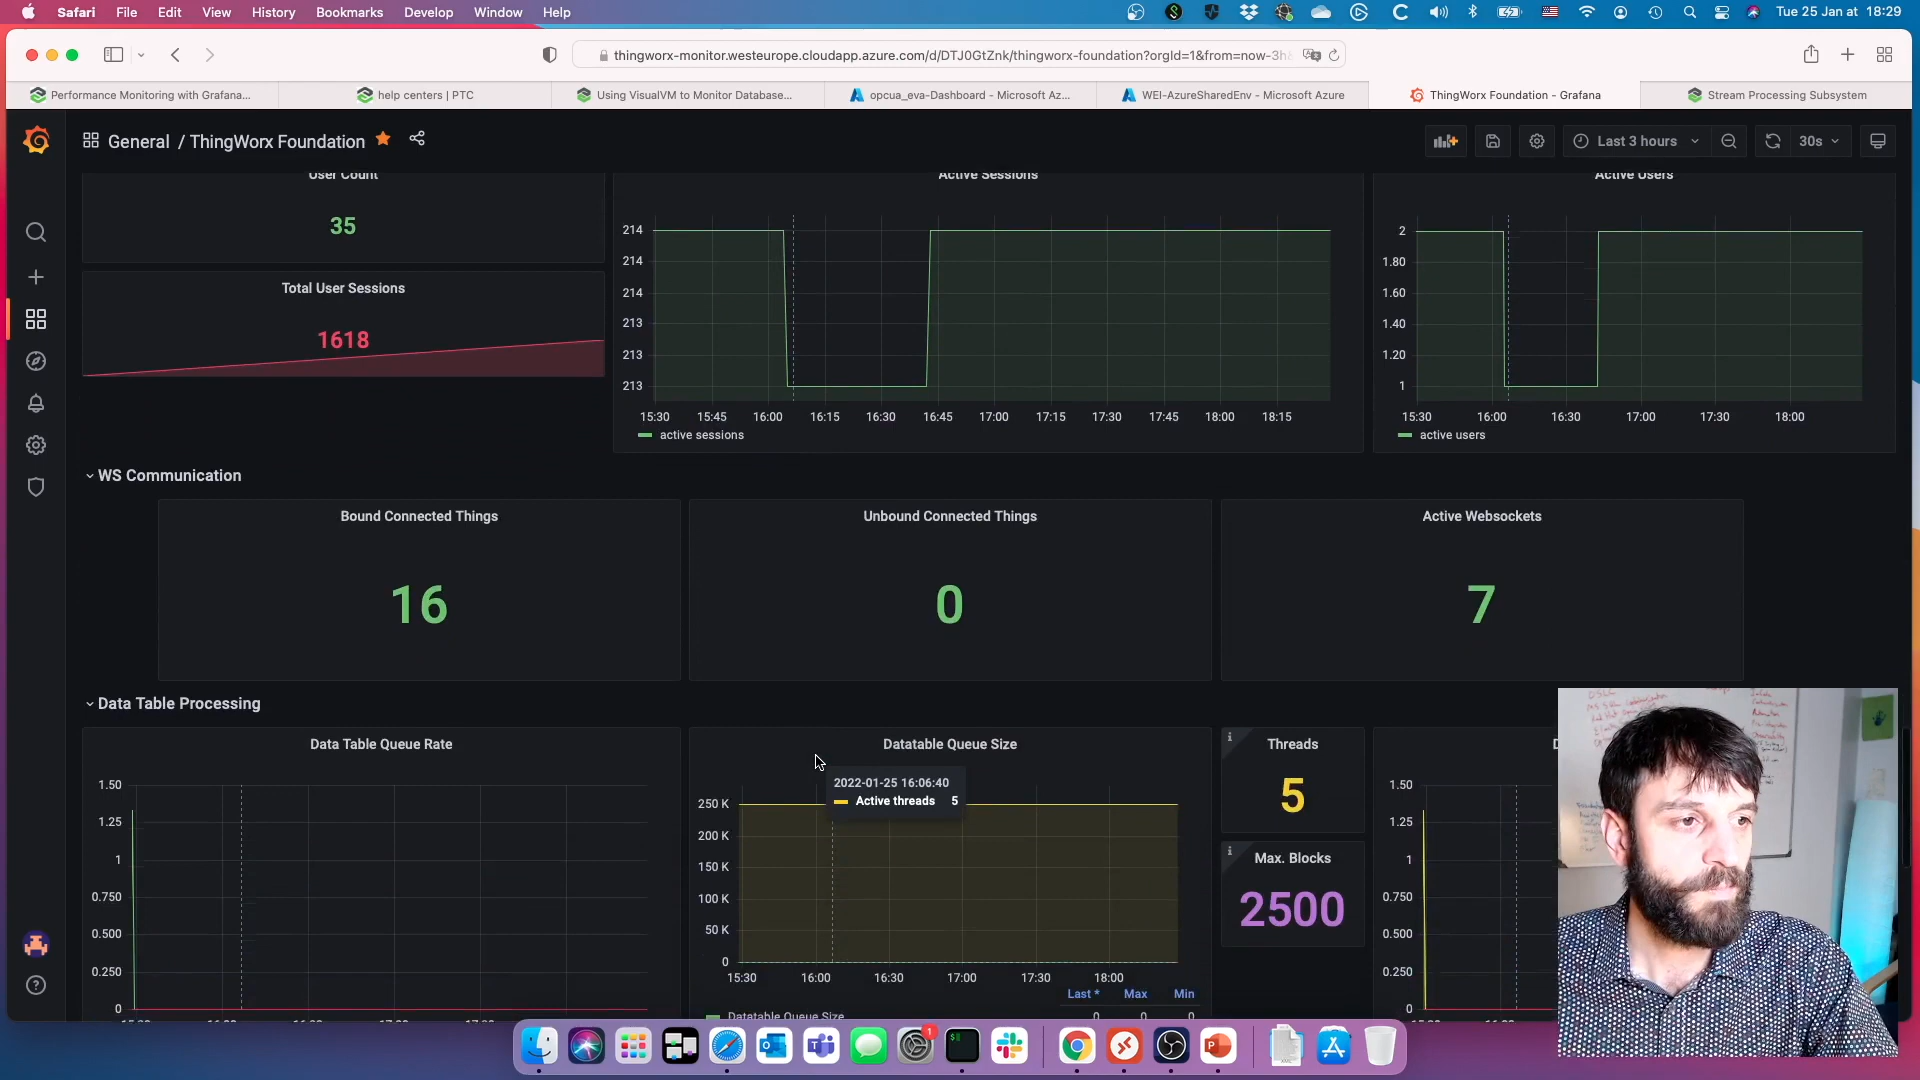 Safari File Edit View History Bookmarks Develop Window Help Tue 25 Jan at 18:29
thingworx-monitor.westeurope.cloudapp.azure.com/d/DTJ0GtZnk/thingworx-foundation?orgId=1&from=now-3h
Performance Monitoring with Grafana... help centers | PTC Using VisualVM to Monitor Database... opcua_eva-Dashboard - Microsoft Az... WEI-AzureSharedEnv - Microsoft Azure ThingWorx Foundation - Grafana Stream Processing Subsystem
General / ThingWorx Foundation Last 3 hours 30s
User Count
35
Total User Sessions
1618
Active Sessions
214
214
214
213
213
213
15:30 15:45 16:00 16:15 16:30 16:45 17:00 17:15 17:30 17:45 18:00 18:15
active sessions
Active Users
2
1.80
1.60
1.40
1.20
1
15:30 16:00 16:30 17:00 17:30 18:00
active users
WS Communication
Bound Connected Things
16
Unbound Connected Things
0
Active Websockets
7
Data Table Processing
Data Table Queue Rate
1.50
1.25
1
0.750
0.500
0.250
0
Datatable Queue Size
2022-01-25 16:06:40
Active threads 5
250 K
200 K
150 K
100 K
50 K
0
15:30 16:00 16:30 17:00 17:30 18:00
Last * Max Min
Datatable Queue Size 0 0 0
Threads
5
Max. Blocks
2500
1.50
1.25
1
0.750
0.500
0.250
0
1